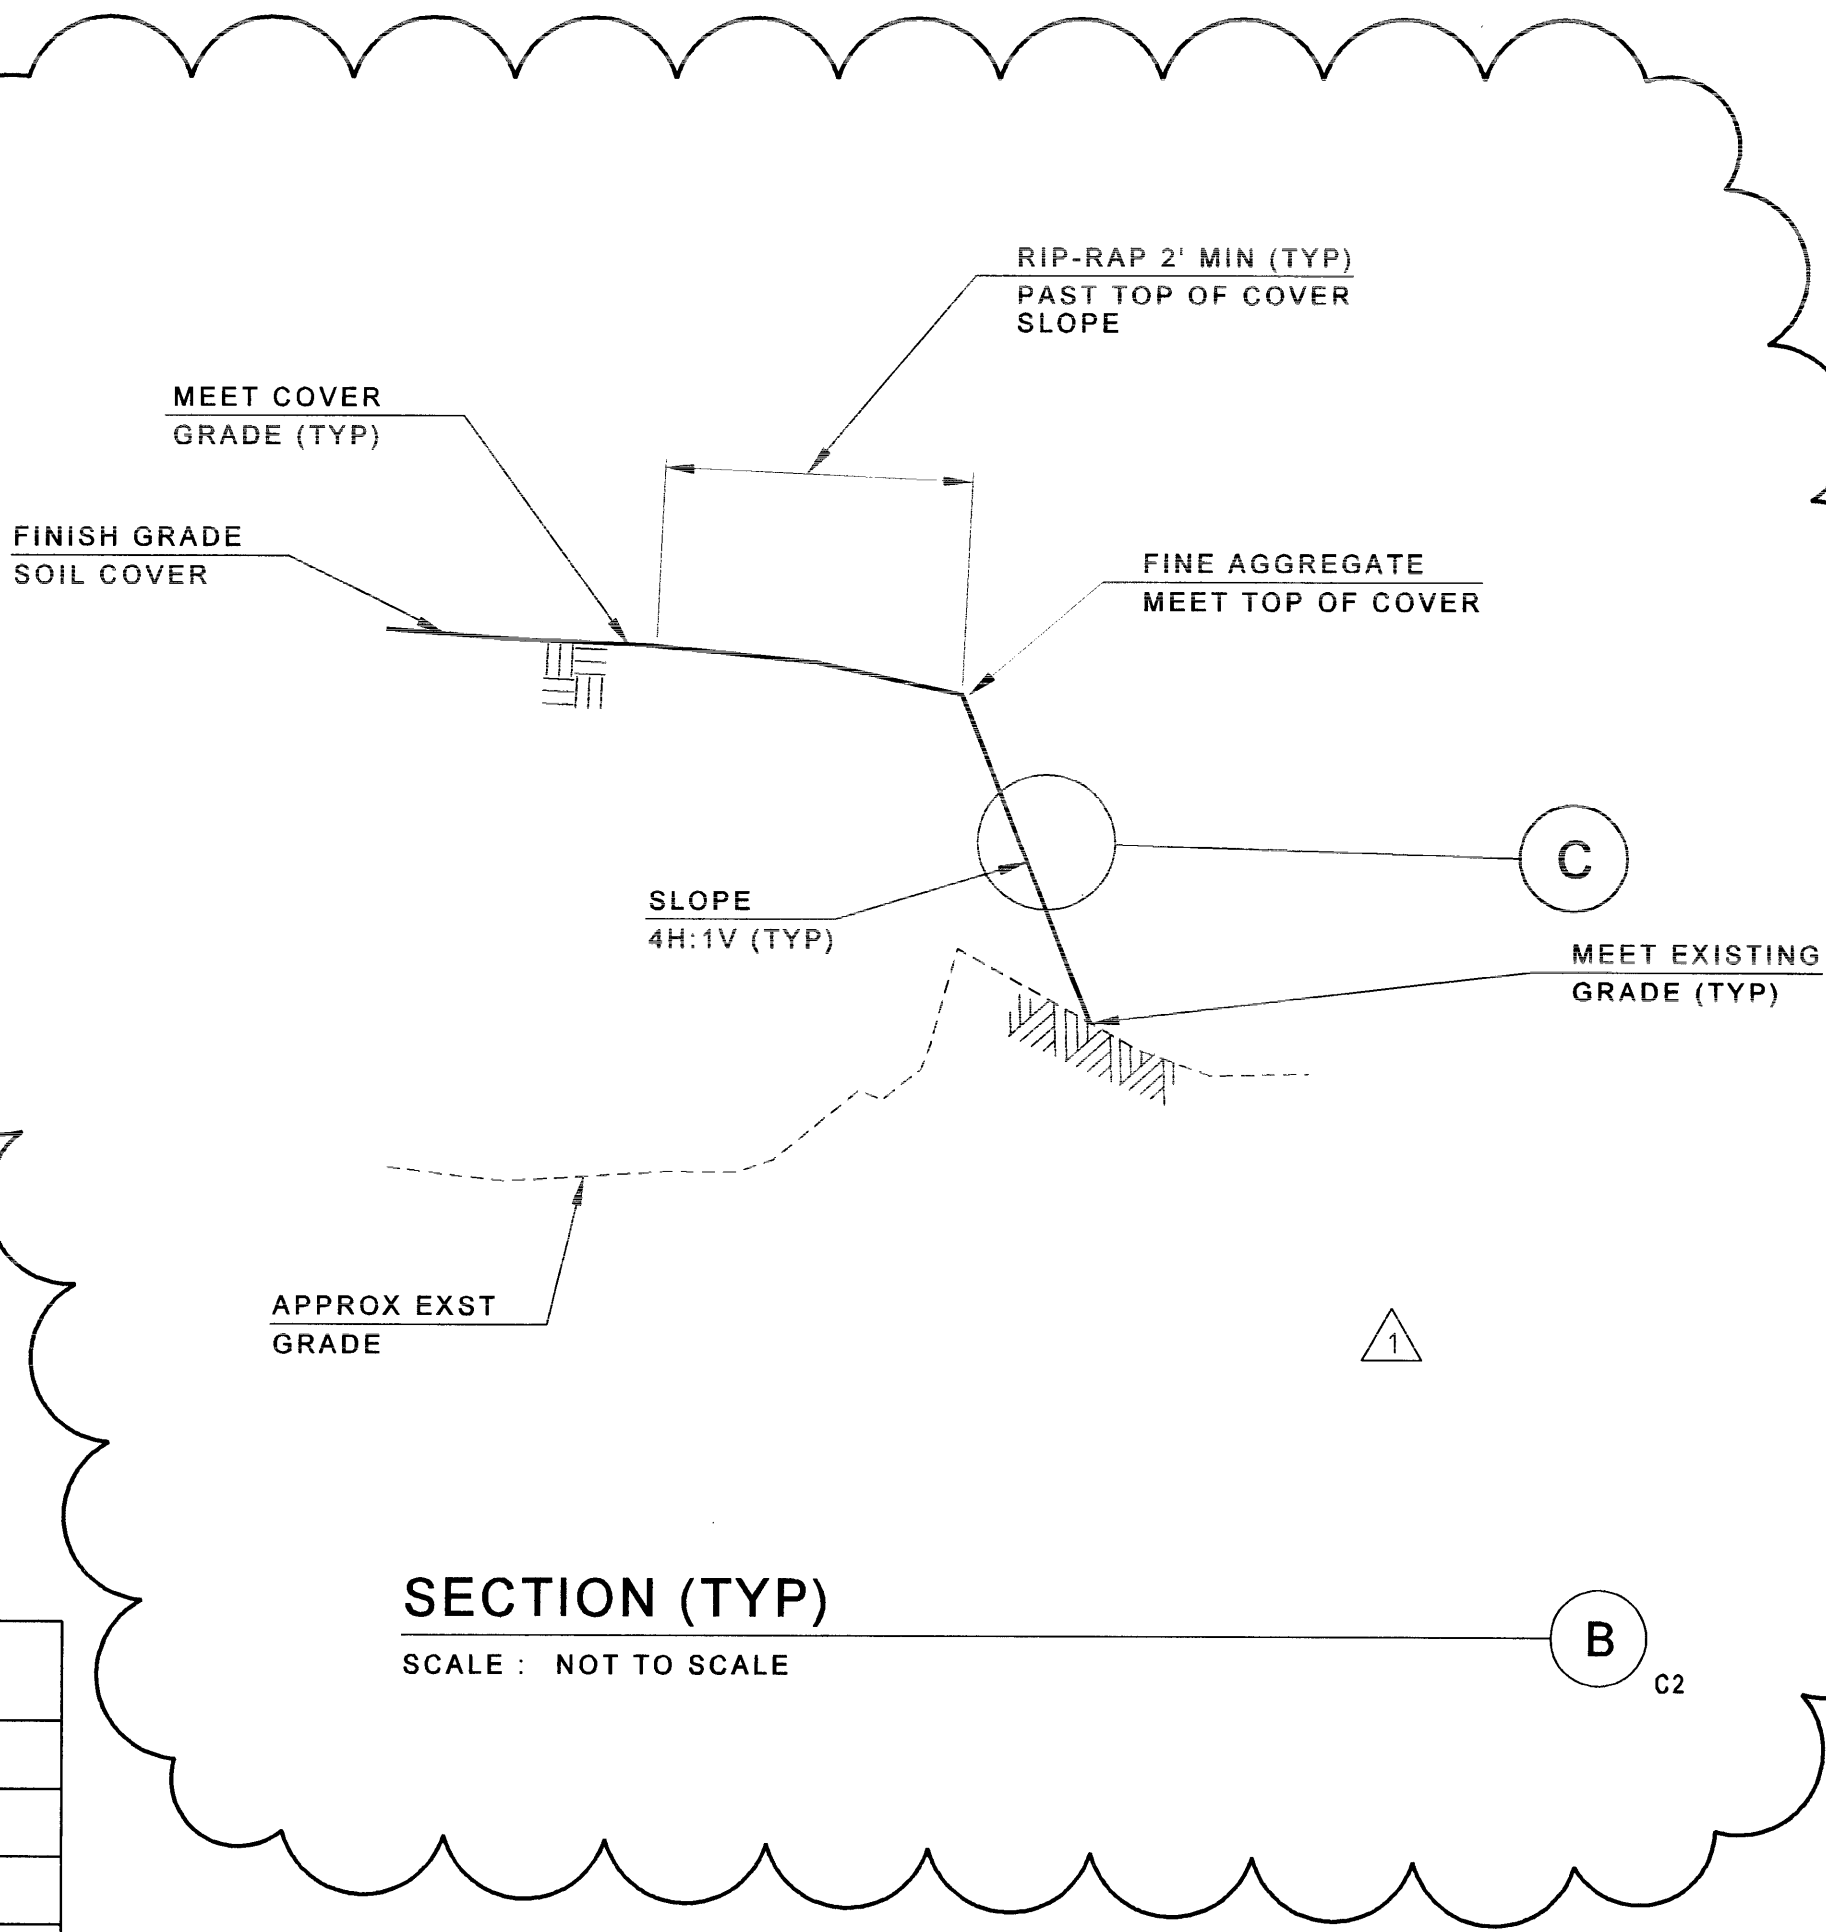 RIP-RAP 2' MIN (TYP)
PAST TOP OF COVER
SLOPE
MEET COVER
GRADE (TYP)
FINISH GRADE
SOIL COVER
FINE AGGREGATE
MEET TOP OF COVER
C
SLOPE
4H:1V (TYP)
MEET EXISTING
GRADE (TYP)
APPROX EXST
GRADE
1
SECTION (TYP)
SCALE : NOT TO SCALE
B
C2